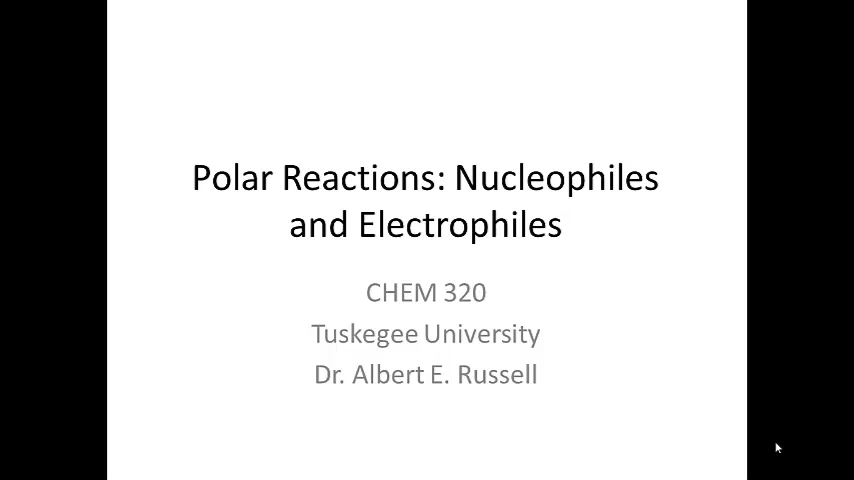 Polar Reactions: Nucleophiles
and Electrophiles
CHEM 320
Tuskegee University
Dr. Albert E. Russell